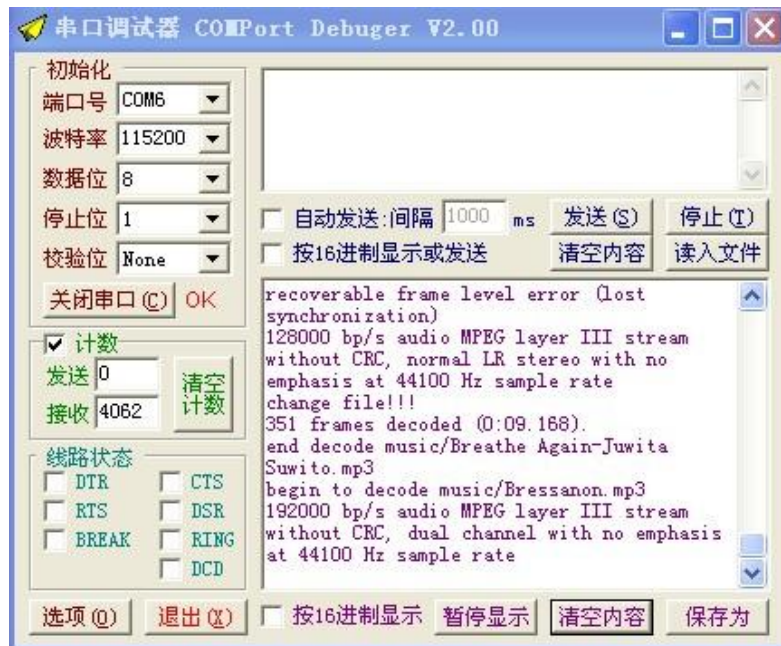 串口调试器 COMPort Debuger V2.00
初始化
端口号 COM6
波特率 115200
数据位 8
停止位 1
校验位 None
关闭串口(C) OK
计数
发送 0
接收 4062
清空
计数
线路状态
DTR CTS
RTS DSR
BREAK RING
DCD
自动发送:间隔 1000 ms 发送(S) 停止(T)
按16进制显示或发送 清空内容 读入文件
recoverable frame level error (lost
synchronization)
128000 bp/s audio MPEG layer III stream
without CRC, normal LR stereo with no
emphasis at 44100 Hz sample rate
change file!!!
351 frames decoded (0:09.168).
end decode music/Breathe Again-Juwita
Suwito.mp3
begin to decode music/Bressanon.mp3
192000 bp/s audio MPEG layer III stream
without CRC, dual channel with no emphasis
at 44100 Hz sample rate
选项(O) 退出(X) 按16进制显示 暂停显示 清空内容 保存为